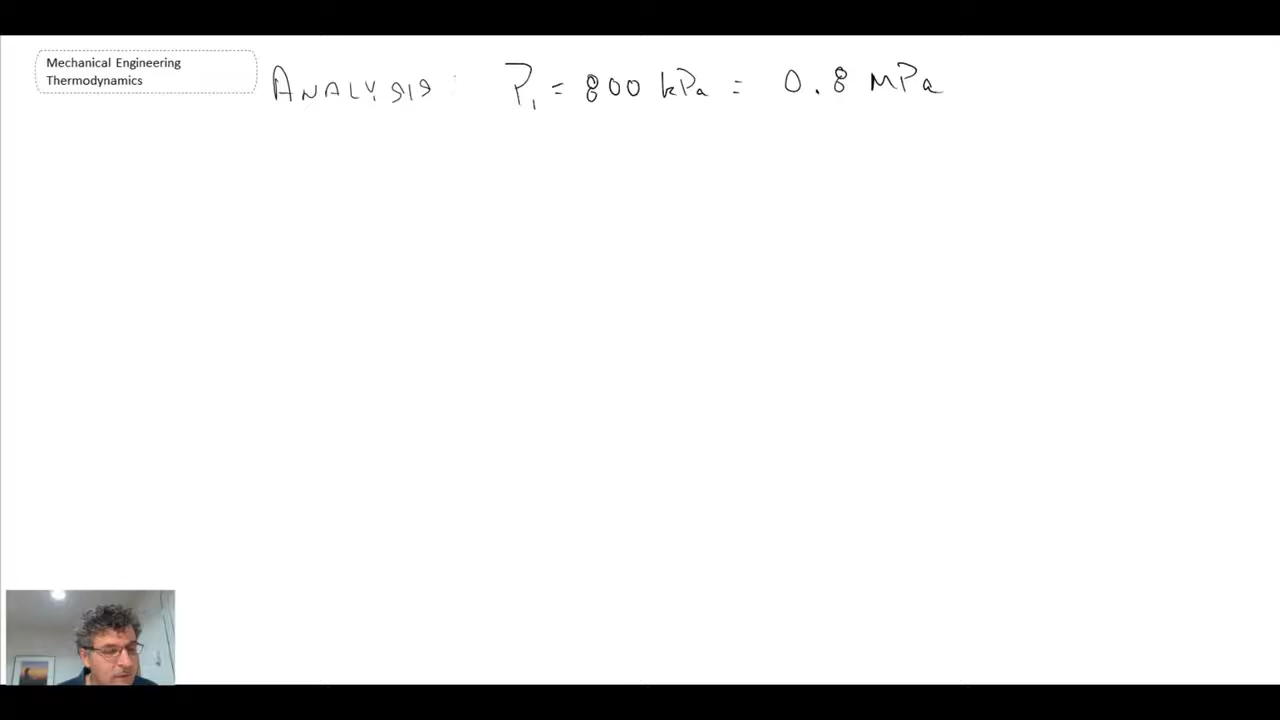 Mechanical Engineering
Thermodynamics
ANALYSIS: P₁ = 800 kPa = 0.8 MPa